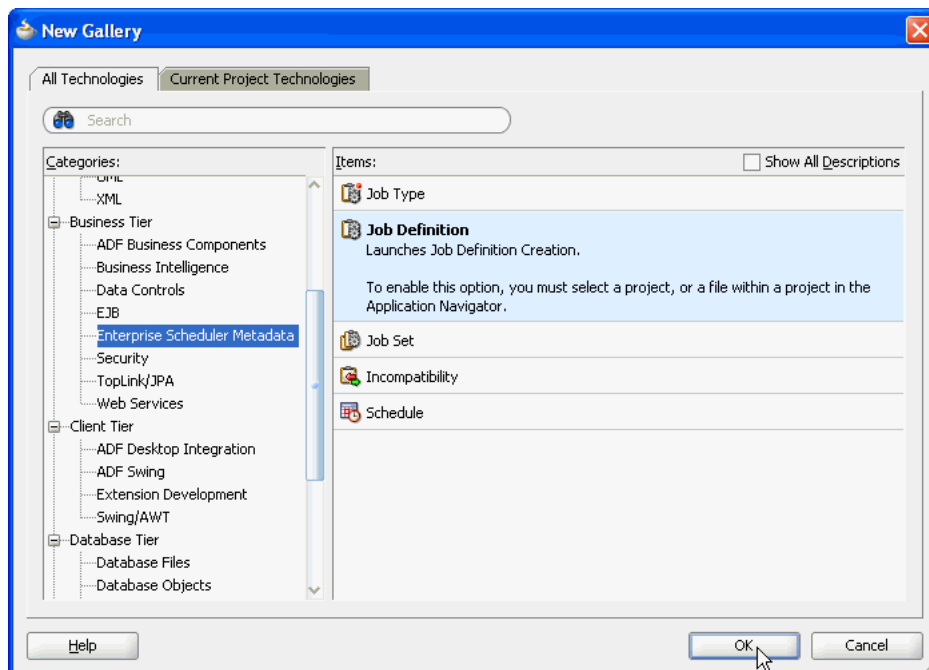 New Gallery
All Technologies
Current Project Technologies
Search
Categories:
XML
Business Tier
ADF Business Components
Business Intelligence
Data Controls
EJB
Enterprise Scheduler Metadata
Security
TopLink/JPA
Web Services
Client Tier
ADF Desktop Integration
ADF Swing
Extension Development
Swing/AWT
Database Tier
Database Files
Database Objects
Items:
Show All Descriptions
Job Type
Job Definition
Launches Job Definition Creation.
To enable this option, you must select a project, or a file within a project in the
Application Navigator.
Job Set
Incompatibility
Schedule
Help
OK
Cancel